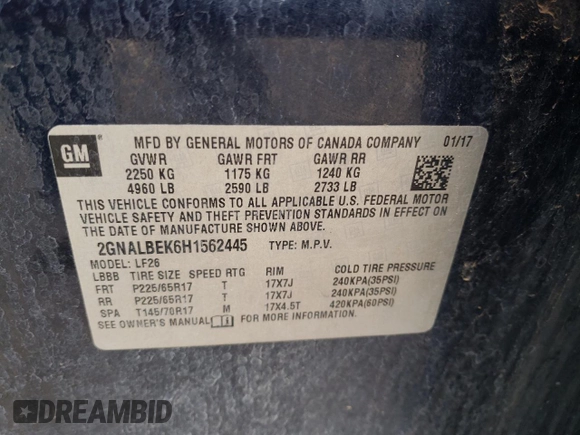 GM
MFD BY GENERAL MOTORS OF CANADA COMPANY 01/17
GVWR GAWR FRT GAWR RR
2250 KG 1175 KG 1240 KG
4960 LB 2590 LB 2733 LB
THIS VEHICLE CONFORMS TO ALL APPLICABLE U.S. FEDERAL MOTOR
VEHICLE SAFETY AND THEFT PREVENTION STANDARDS IN EFFECT ON
THE DATE OF MANUFACTURE SHOWN ABOVE.
2GNALBEK6H1562445 TYPE: M.P.V.
MODEL: LF26
LBBB TIRE SIZE SPEED RTG RIM COLD TIRE PRESSURE
FRT P225/65R17 T 17X7J 240KPA(35PSI)
RR P225/65R17 T 17X7J 240KPA(35PSI)
SPA T145/70R17 M 17X4.5T 420KPA(60PSI)
SEE OWNER'S MANUAL FOR MORE INFORMATION.
DREAMBID